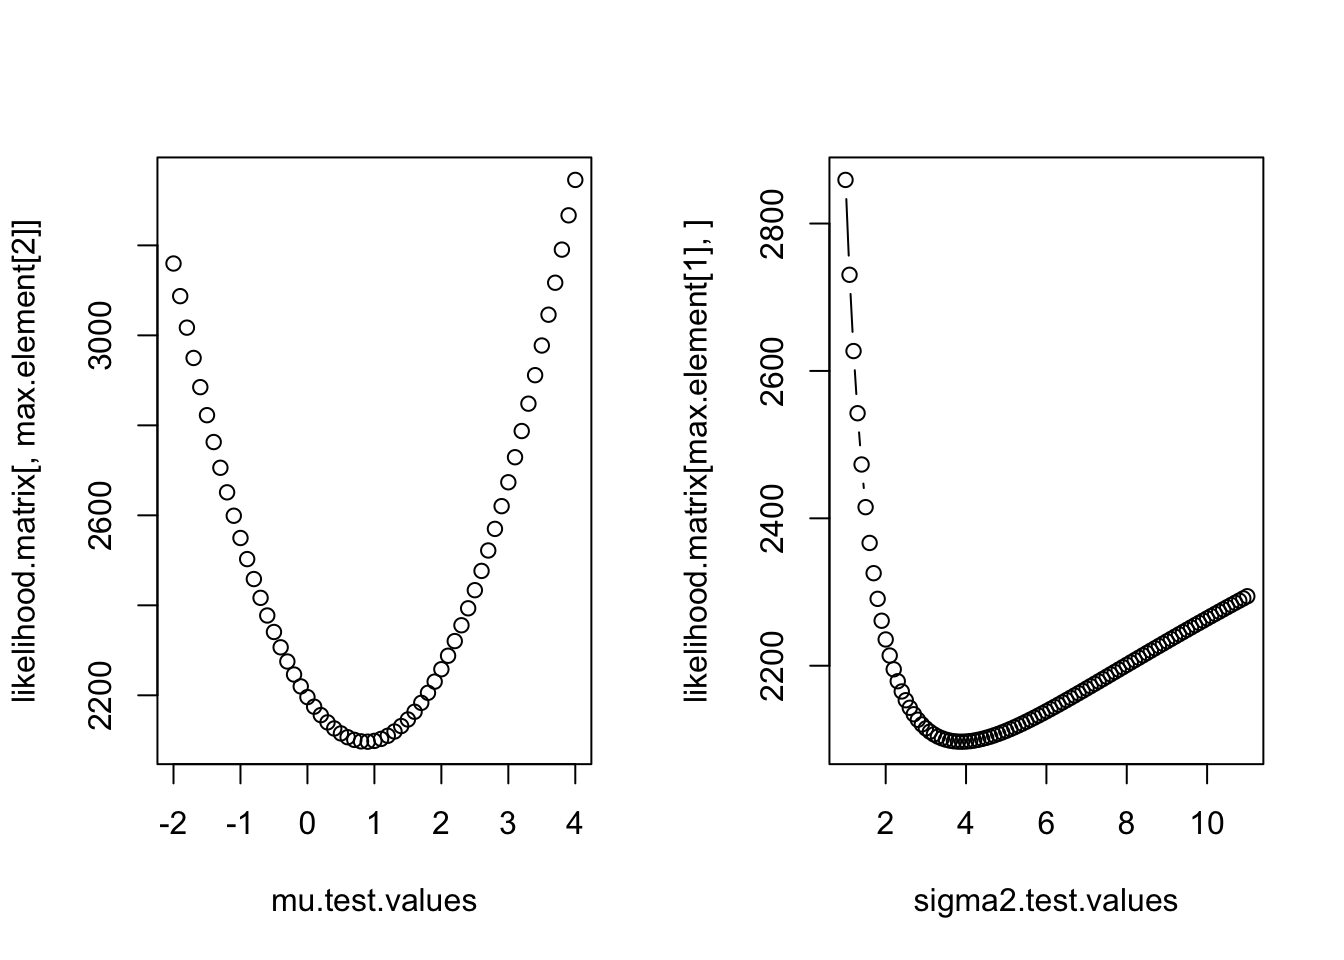 likelihood.matrix[, max.element[2]]
2200
2600
3000
-2 -1 0 1 2 3 4
mu.test.values
likelihood.matrix[max.element[1], ]
2200
2400
2600
2800
2 4 6 8 10
sigma2.test.values